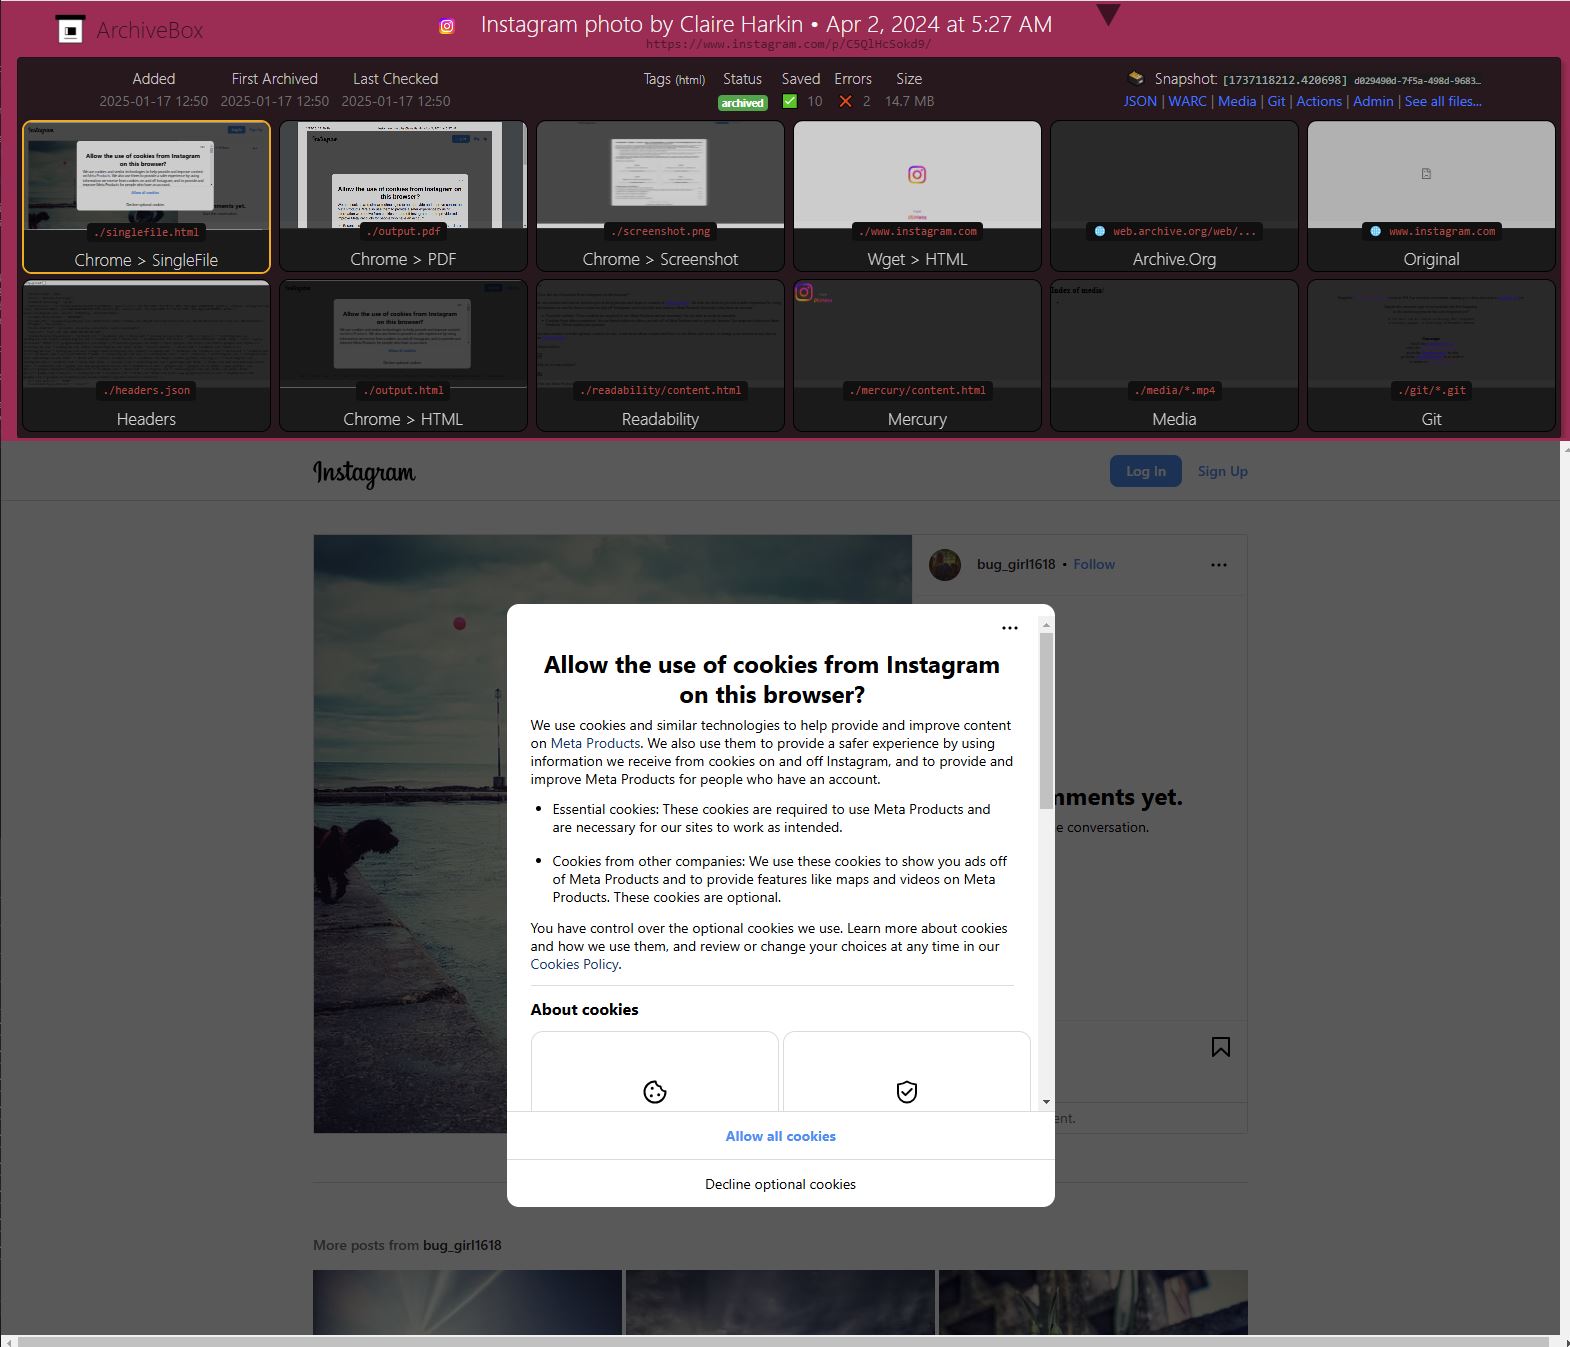 ArchiveBox
Instagram photo by Claire Harkin • Apr 2, 2024 at 5:27 AM
https://www.instagram.com/p/C5QlHcSokd9/
Added First Archived Last Checked
2025-01-17 12:50 2025-01-17 12:50 2025-01-17 12:50
Tags (html) Status Saved Errors Size
archived 10 2 14.7 MB
Snapshot: [1737118212.420698] d029490d-7f5a-498d-9683…
JSON | WARC | Media | Git | Actions | Admin | See all files...
Allow the use of cookies from Instagram
on this browser?
./singlefile.html
Chrome > SingleFile
./output.pdf
Chrome > PDF
./screenshot.png
Chrome > Screenshot
./www.instagram.com
Wget > HTML
web.archive.org/web/...
Archive.Org
www.instagram.com
Original
./headers.json
Headers
./output.html
Chrome > HTML
./readability/content.html
Readability
./mercury/content.html
Mercury
Index of media/
./media/*.mp4
Media
./git/*.git
Git
Instagram
Log In Sign Up
bug_girl1618 • Follow
Allow the use of cookies from Instagram
on this browser?
We use cookies and similar technologies to help provide and improve content
on Meta Products. We also use them to provide a safer experience by using
information we receive from cookies on and off Instagram, and to provide and
improve Meta Products for people who have an account.
• Essential cookies: These cookies are required to use Meta Products and
are necessary for our sites to work as intended.
• Cookies from other companies: We use these cookies to show you ads off
of Meta Products and to provide features like maps and videos on Meta
Products. These cookies are optional.
You have control over the optional cookies we use. Learn more about cookies
and how we use them, and review or change your choices at any time in our
Cookies Policy.
About cookies
Allow all cookies
Decline optional cookies
mments yet.
e conversation.
ent.
More posts from bug_girl1618